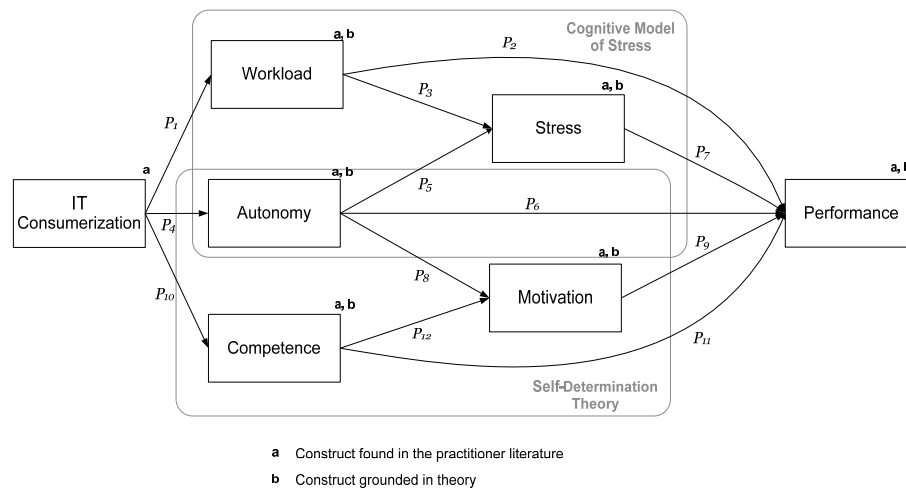 Cognitive Model
of Stress
a, b
Workload
P2
P3
a, b
Stress
P1
P7
a
IT
Consumerization
a, b
Autonomy
P4
P5
P6
a, b
Performance
P8
P9
a, b
Motivation
P10
a, b
Competence
P12
P11
Self-Determination
Theory
a Construct found in the practitioner literature
b Construct grounded in theory